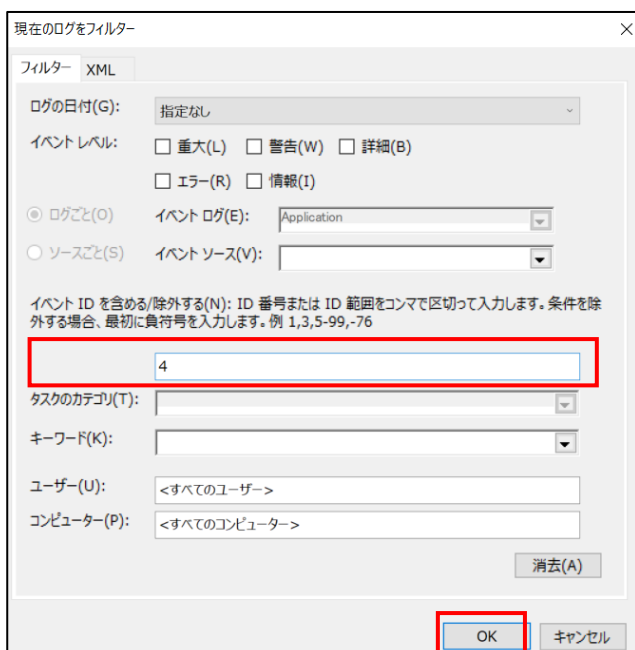 現在のログをフィルター
フィルター XML
ログの日付(G): 指定なし
イベント レベル: 重大(L) 警告(W) 詳細(B)
エラー(R) 情報(I)
ログごと(O) イベント ログ(E): Application
ソースごと(S) イベント ソース(V):
イベント ID を含める/除外する(N): ID 番号または ID 範囲をコンマで区切って入力します。条件を除
外する場合、最初に負符号を入力します。例 1,3,5-99,-76
4
タスクのカテゴリ(T):
キーワード(K):
ユーザー(U): <すべてのユーザー>
コンピューター(P): <すべてのコンピューター>
消去(A)
OK キャンセル